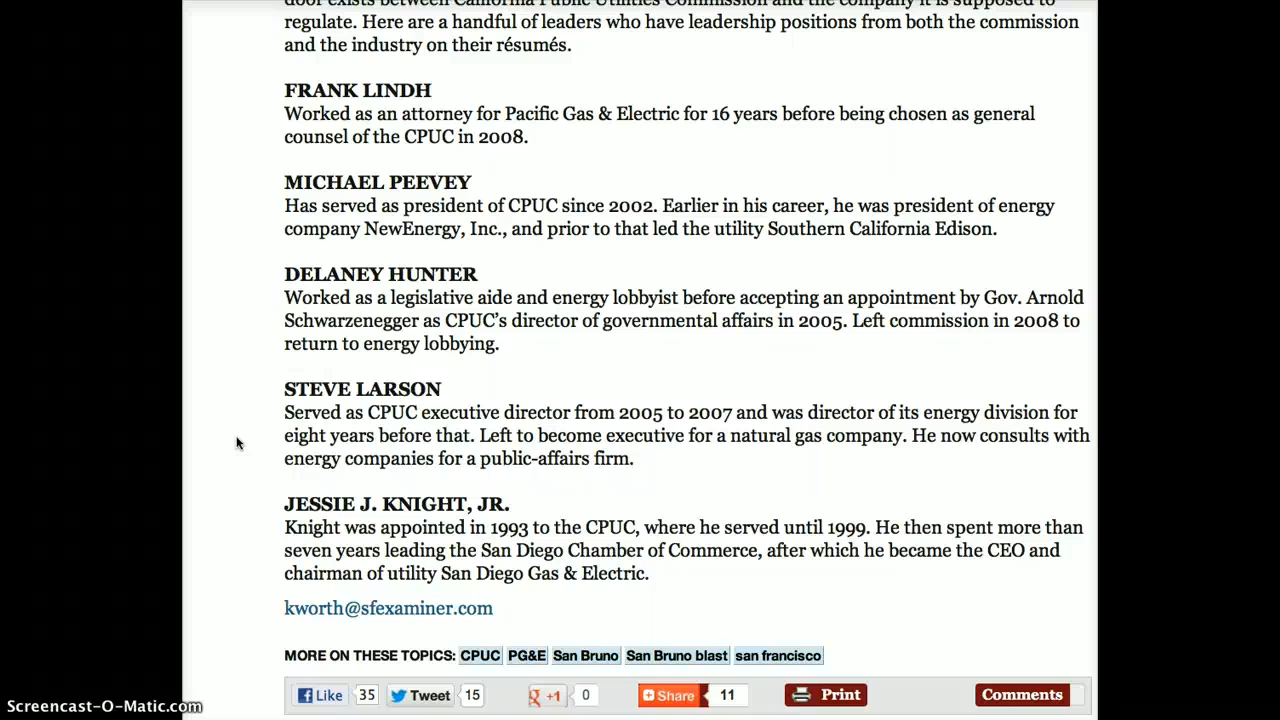 door exists between California Public Utilities Commission and the company it is supposed to
regulate. Here are a handful of leaders who have leadership positions from both the commission
and the industry on their résumés.
FRANK LINDH
Worked as an attorney for Pacific Gas & Electric for 16 years before being chosen as general
counsel of the CPUC in 2008.
MICHAEL PEEVEY
Has served as president of CPUC since 2002. Earlier in his career, he was president of energy
company NewEnergy, Inc., and prior to that led the utility Southern California Edison.
DELANEY HUNTER
Worked as a legislative aide and energy lobbyist before accepting an appointment by Gov. Arnold
Schwarzenegger as CPUC’s director of governmental affairs in 2005. Left commission in 2008 to
return to energy lobbying.
STEVE LARSON
Served as CPUC executive director from 2005 to 2007 and was director of its energy division for
eight years before that. Left to become executive for a natural gas company. He now consults with
energy companies for a public-affairs firm.
JESSIE J. KNIGHT, JR.
Knight was appointed in 1993 to the CPUC, where he served until 1999. He then spent more than
seven years leading the San Diego Chamber of Commerce, after which he became the CEO and
chairman of utility San Diego Gas & Electric.
kworth@sfexaminer.com
MORE ON THESE TOPICS: CPUC PG&E San Bruno San Bruno blast san francisco
Like 35 Tweet 15 +1 0 Share 11 Print Comments
Screencast-O-Matic.com